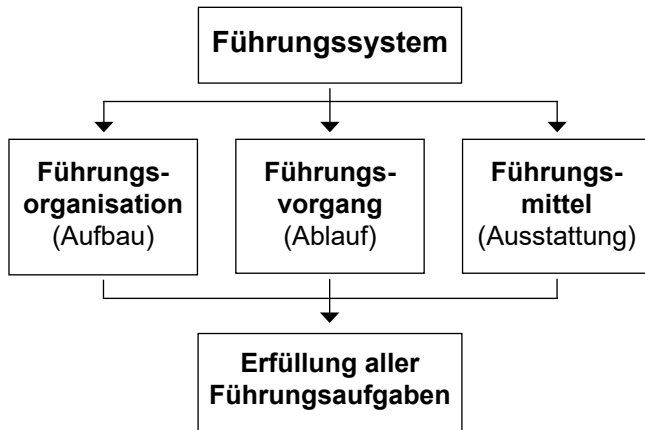 Führungssystem
Führungs-
organisation
(Aufbau)
Führungs-
vorgang
(Ablauf)
Führungs-
mittel
(Ausstattung)
Erfüllung aller
Führungsaufgaben